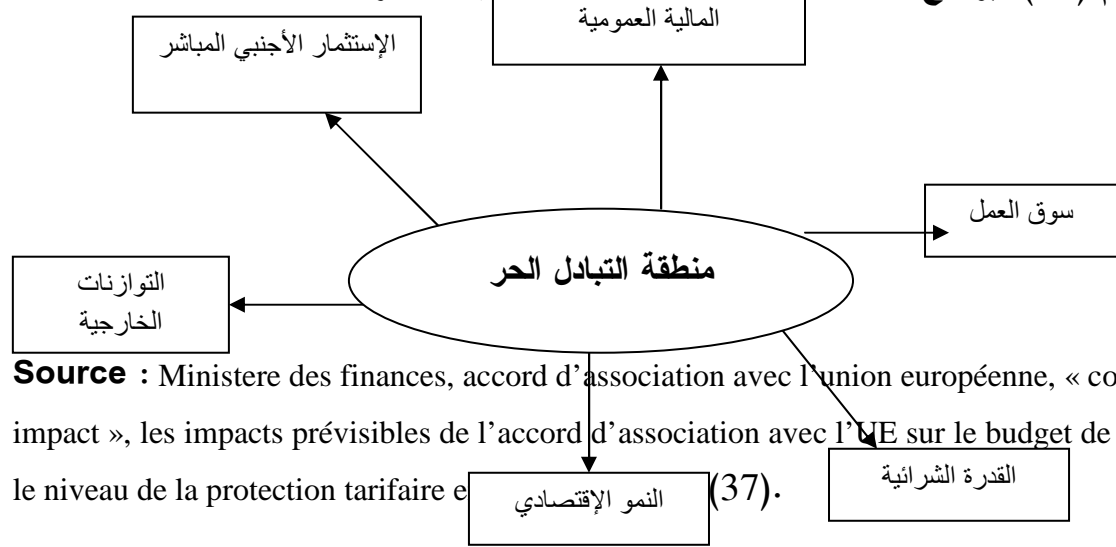 المالية العمومية
الإستثمار الأجنبي المباشر
سوق العمل
منطقة التبادل الحر
التوازنات
الخارجية
Source : Ministere des finances, accord d’association avec l’union européenne, « co
impact », les impacts prévisibles de l’accord d’association avec l’UE sur le budget de
le niveau de la protection tarifaire e (37).
القدرة الشرائية
النمو الإقتصادي